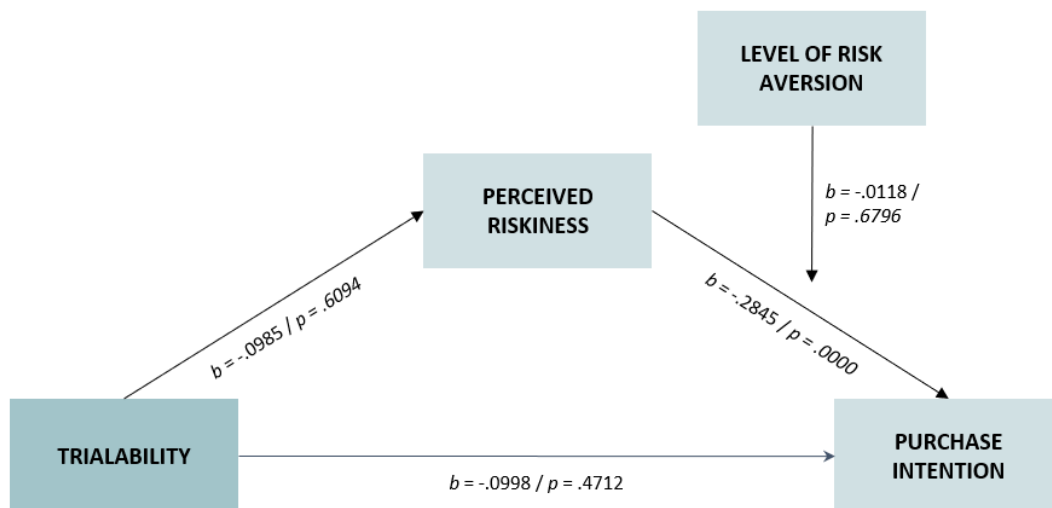 LEVEL OF RISK
AVERSION
b = -.0118 /
p = .6796
PERCEIVED
RISKINESS
b = -.0985 / p = .6094
b = -.2845 / p = .0000
TRIALABILITY
PURCHASE
INTENTION
b = -.0998 / p = .4712